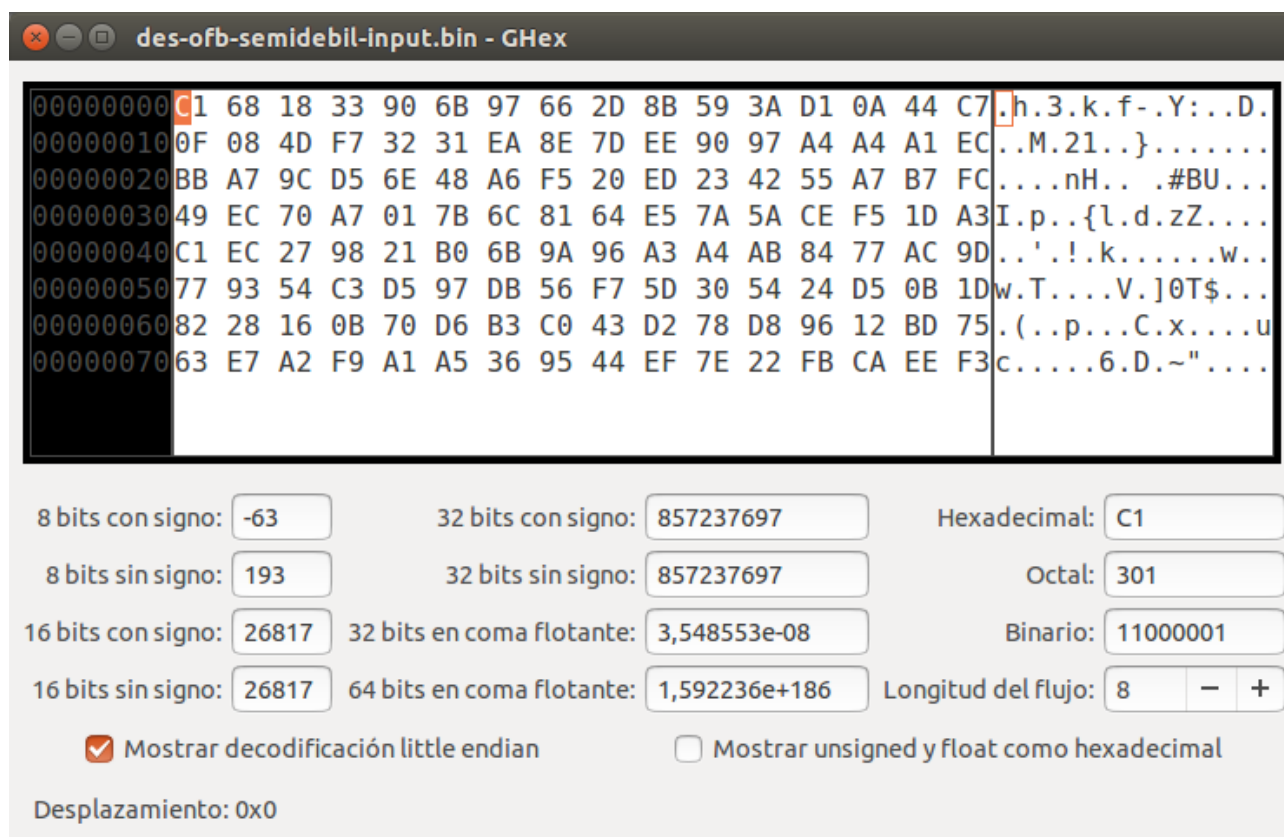 des-ofb-semidebil-input.bin - GHex
00000000 C1 68 18 33 90 6B 97 66 2D 8B 59 3A D1 0A 44 C7 .h.3.k.f-.Y:..D.
00000010 0F 08 4D F7 32 31 EA 8E 7D EE 90 97 A4 A4 A1 EC ..M.21..}.......
00000020 BB A7 9C D5 6E 48 A6 F5 20 ED 23 42 55 A7 B7 FC ....nH.. .#BU...
00000030 49 EC 70 A7 01 7B 6C 81 64 E5 7A 5A CE F5 1D A3 I.p..{l.d.zZ....
00000040 C1 EC 27 98 21 B0 6B 9A 96 A3 A4 AB 84 77 AC 9D ..'.!.k......w..
00000050 77 93 54 C3 D5 97 DB 56 F7 5D 30 54 24 D5 0B 1D w.T....V.]0T$...
00000060 82 28 16 0B 70 D6 B3 C0 43 D2 78 D8 96 12 BD 75 .(..p...C.x....u
00000070 63 E7 A2 F9 A1 A5 36 95 44 EF 7E 22 FB CA EE F3 c.....6.D.~"....
8 bits con signo: -63 32 bits con signo: 857237697 Hexadecimal: C1
8 bits sin signo: 193 32 bits sin signo: 857237697 Octal: 301
16 bits con signo: 26817 32 bits en coma flotante: 3,548553e-08 Binario: 11000001
16 bits sin signo: 26817 64 bits en coma flotante: 1,592236e+186 Longitud del flujo: 8 − +
Mostrar decodificación little endian Mostrar unsigned y float como hexadecimal
Desplazamiento: 0x0